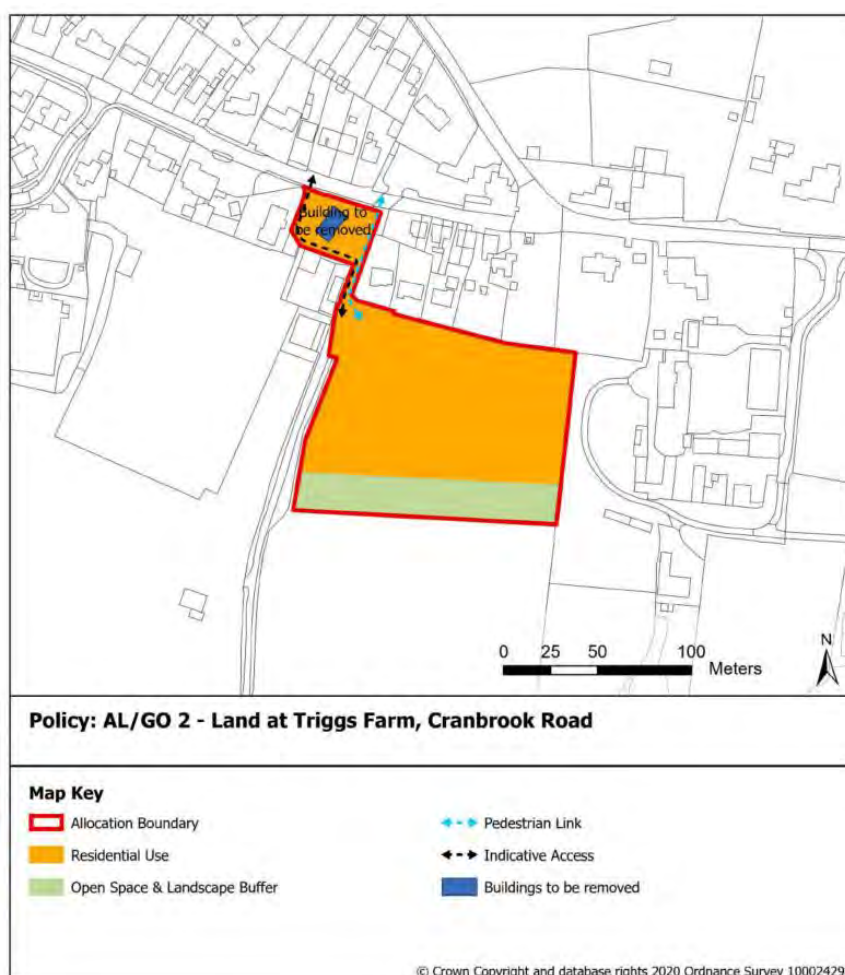 Building to
be removed
N
0 25 50 100
Meters
Policy: AL/GO 2 - Land at Triggs Farm, Cranbrook Road
Map Key
Allocation Boundary
Residential Use
Open Space & Landscape Buffer
Pedestrian Link
Indicative Access
Buildings to be removed
© Crown Copyright and database rights 2020 Ordnance Survey 10002429